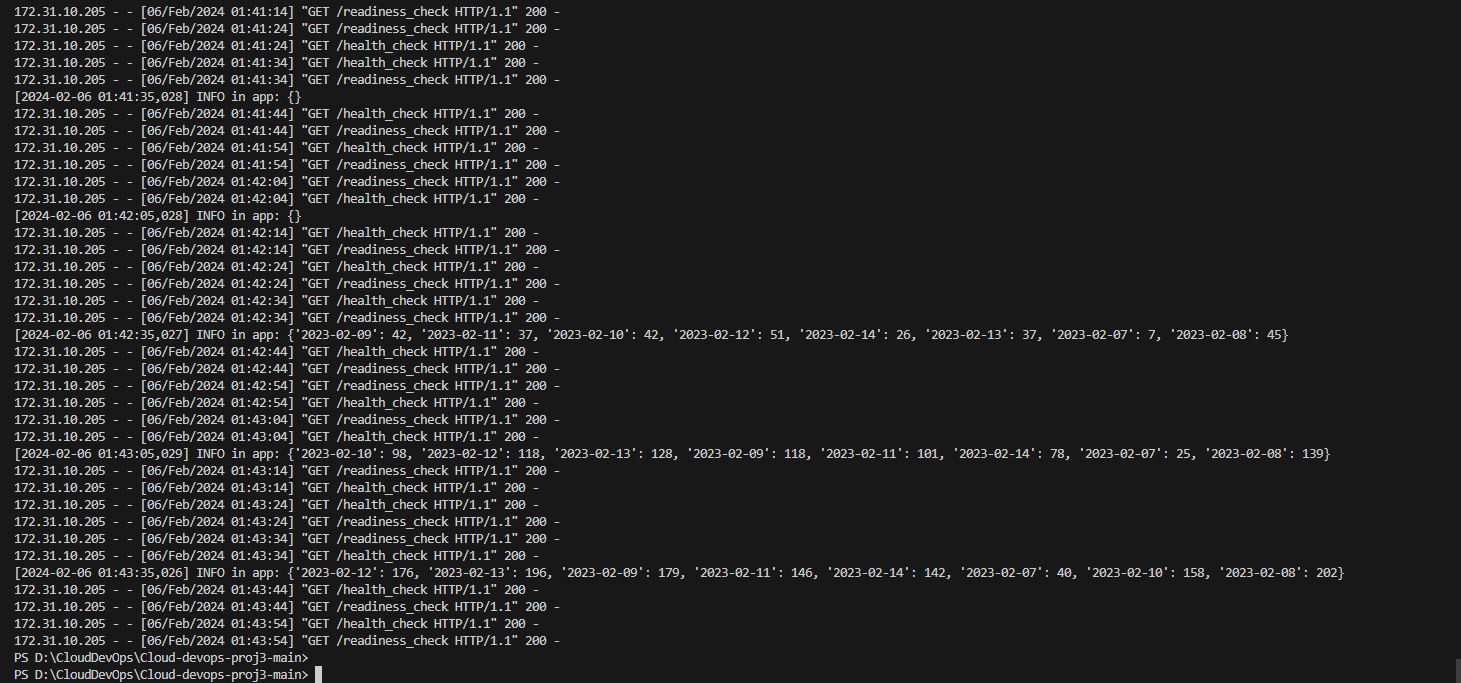 172.31.10.205 - - [06/Feb/2024 01:41:14] "GET /readiness_check HTTP/1.1" 200 -
172.31.10.205 - - [06/Feb/2024 01:41:24] "GET /readiness_check HTTP/1.1" 200 -
172.31.10.205 - - [06/Feb/2024 01:41:24] "GET /health_check HTTP/1.1" 200 -
172.31.10.205 - - [06/Feb/2024 01:41:34] "GET /health_check HTTP/1.1" 200 -
172.31.10.205 - - [06/Feb/2024 01:41:34] "GET /readiness_check HTTP/1.1" 200 -
[2024-02-06 01:41:35,028] INFO in app: {}
172.31.10.205 - - [06/Feb/2024 01:41:44] "GET /health_check HTTP/1.1" 200 -
172.31.10.205 - - [06/Feb/2024 01:41:44] "GET /readiness_check HTTP/1.1" 200 -
172.31.10.205 - - [06/Feb/2024 01:41:54] "GET /health_check HTTP/1.1" 200 -
172.31.10.205 - - [06/Feb/2024 01:41:54] "GET /readiness_check HTTP/1.1" 200 -
172.31.10.205 - - [06/Feb/2024 01:42:04] "GET /readiness_check HTTP/1.1" 200 -
172.31.10.205 - - [06/Feb/2024 01:42:04] "GET /health_check HTTP/1.1" 200 -
[2024-02-06 01:42:05,028] INFO in app: {}
172.31.10.205 - - [06/Feb/2024 01:42:14] "GET /health_check HTTP/1.1" 200 -
172.31.10.205 - - [06/Feb/2024 01:42:14] "GET /readiness_check HTTP/1.1" 200 -
172.31.10.205 - - [06/Feb/2024 01:42:24] "GET /health_check HTTP/1.1" 200 -
172.31.10.205 - - [06/Feb/2024 01:42:24] "GET /readiness_check HTTP/1.1" 200 -
172.31.10.205 - - [06/Feb/2024 01:42:34] "GET /health_check HTTP/1.1" 200 -
172.31.10.205 - - [06/Feb/2024 01:42:34] "GET /readiness_check HTTP/1.1" 200 -
[2024-02-06 01:42:35,027] INFO in app: {'2023-02-09': 42, '2023-02-11': 37, '2023-02-10': 42, '2023-02-12': 51, '2023-02-14': 26, '2023-02-13': 37, '2023-02-07': 7, '2023-02-08': 45}
172.31.10.205 - - [06/Feb/2024 01:42:44] "GET /health_check HTTP/1.1" 200 -
172.31.10.205 - - [06/Feb/2024 01:42:44] "GET /readiness_check HTTP/1.1" 200 -
172.31.10.205 - - [06/Feb/2024 01:42:54] "GET /readiness_check HTTP/1.1" 200 -
172.31.10.205 - - [06/Feb/2024 01:42:54] "GET /health_check HTTP/1.1" 200 -
172.31.10.205 - - [06/Feb/2024 01:43:04] "GET /readiness_check HTTP/1.1" 200 -
172.31.10.205 - - [06/Feb/2024 01:43:04] "GET /health_check HTTP/1.1" 200 -
[2024-02-06 01:43:05,029] INFO in app: {'2023-02-10': 98, '2023-02-12': 118, '2023-02-13': 128, '2023-02-09': 118, '2023-02-11': 101, '2023-02-14': 78, '2023-02-07': 25, '2023-02-08': 139}
172.31.10.205 - - [06/Feb/2024 01:43:14] "GET /readiness_check HTTP/1.1" 200 -
172.31.10.205 - - [06/Feb/2024 01:43:14] "GET /health_check HTTP/1.1" 200 -
172.31.10.205 - - [06/Feb/2024 01:43:24] "GET /health_check HTTP/1.1" 200 -
172.31.10.205 - - [06/Feb/2024 01:43:24] "GET /readiness_check HTTP/1.1" 200 -
172.31.10.205 - - [06/Feb/2024 01:43:34] "GET /readiness_check HTTP/1.1" 200 -
172.31.10.205 - - [06/Feb/2024 01:43:34] "GET /health_check HTTP/1.1" 200 -
[2024-02-06 01:43:35,026] INFO in app: {'2023-02-12': 176, '2023-02-13': 196, '2023-02-09': 179, '2023-02-11': 146, '2023-02-14': 142, '2023-02-07': 40, '2023-02-10': 158, '2023-02-08': 202}
172.31.10.205 - - [06/Feb/2024 01:43:44] "GET /health_check HTTP/1.1" 200 -
172.31.10.205 - - [06/Feb/2024 01:43:44] "GET /readiness_check HTTP/1.1" 200 -
172.31.10.205 - - [06/Feb/2024 01:43:54] "GET /health_check HTTP/1.1" 200 -
172.31.10.205 - - [06/Feb/2024 01:43:54] "GET /readiness_check HTTP/1.1" 200 -
PS D:\CloudDevOps\Cloud-devops-proj3-main>
PS D:\CloudDevOps\Cloud-devops-proj3-main>